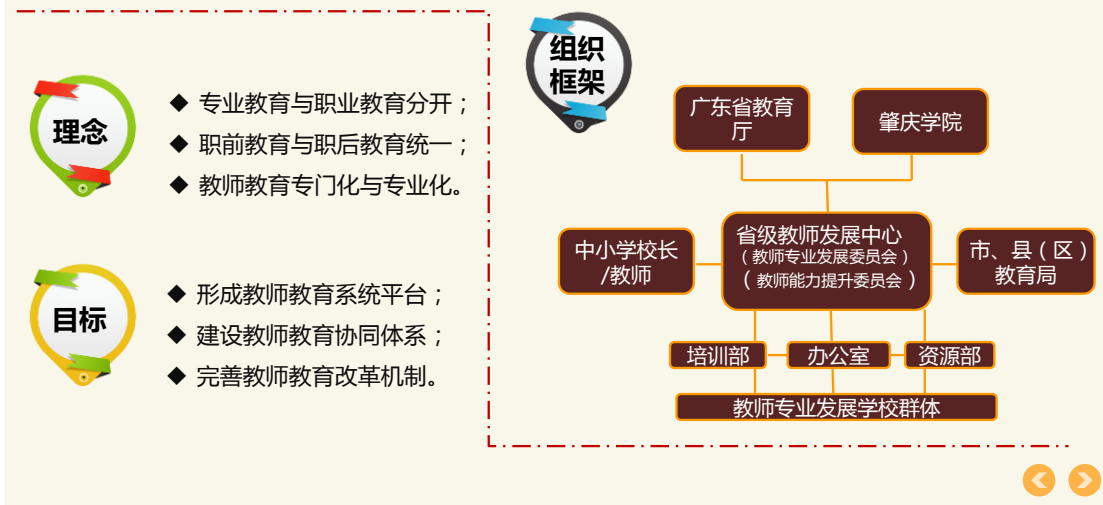 理念
◆ 专业教育与职业教育分开；
◆ 职前教育与职后教育统一；
◆ 教师教育专门化与专业化。
目标
◆ 形成教师教育系统平台；
◆ 建设教师教育协同体系；
◆ 完善教师教育改革机制。
组织
框架
广东省教育
厅
肇庆学院
中小学校长
/教师
省级教师发展中心
（教师专业发展委员会）
（教师能力提升委员会）
市、县（区）
教育局
培训部
办公室
资源部
教师专业发展学校群体